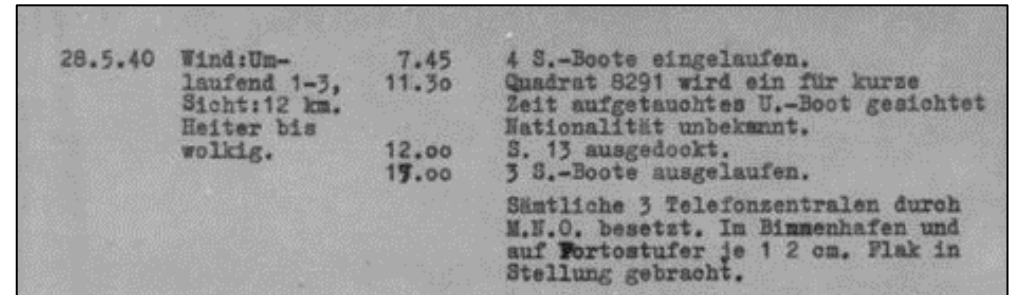 28.5.40 Wind:Um- 7.45 4 S.-Boote eingelaufen.
laufend 1-3, 11.3o Quadrat 8291 wird ein für kurze
Sicht:12 km. Zeit aufgetauchtes U.-Boot gesichtet
Heiter bis Nationalität unbekannt.
wolkig. 12.oo S. 13 ausgedockt.
17.oo 3 S.-Boote ausgelaufen.
Sämtliche 3 Telefonzentralen durch
M.N.O. besetzt. Im Binnenhafen und
auf Fortostufer je 1 2 cm. Flak in
Stellung gebracht.